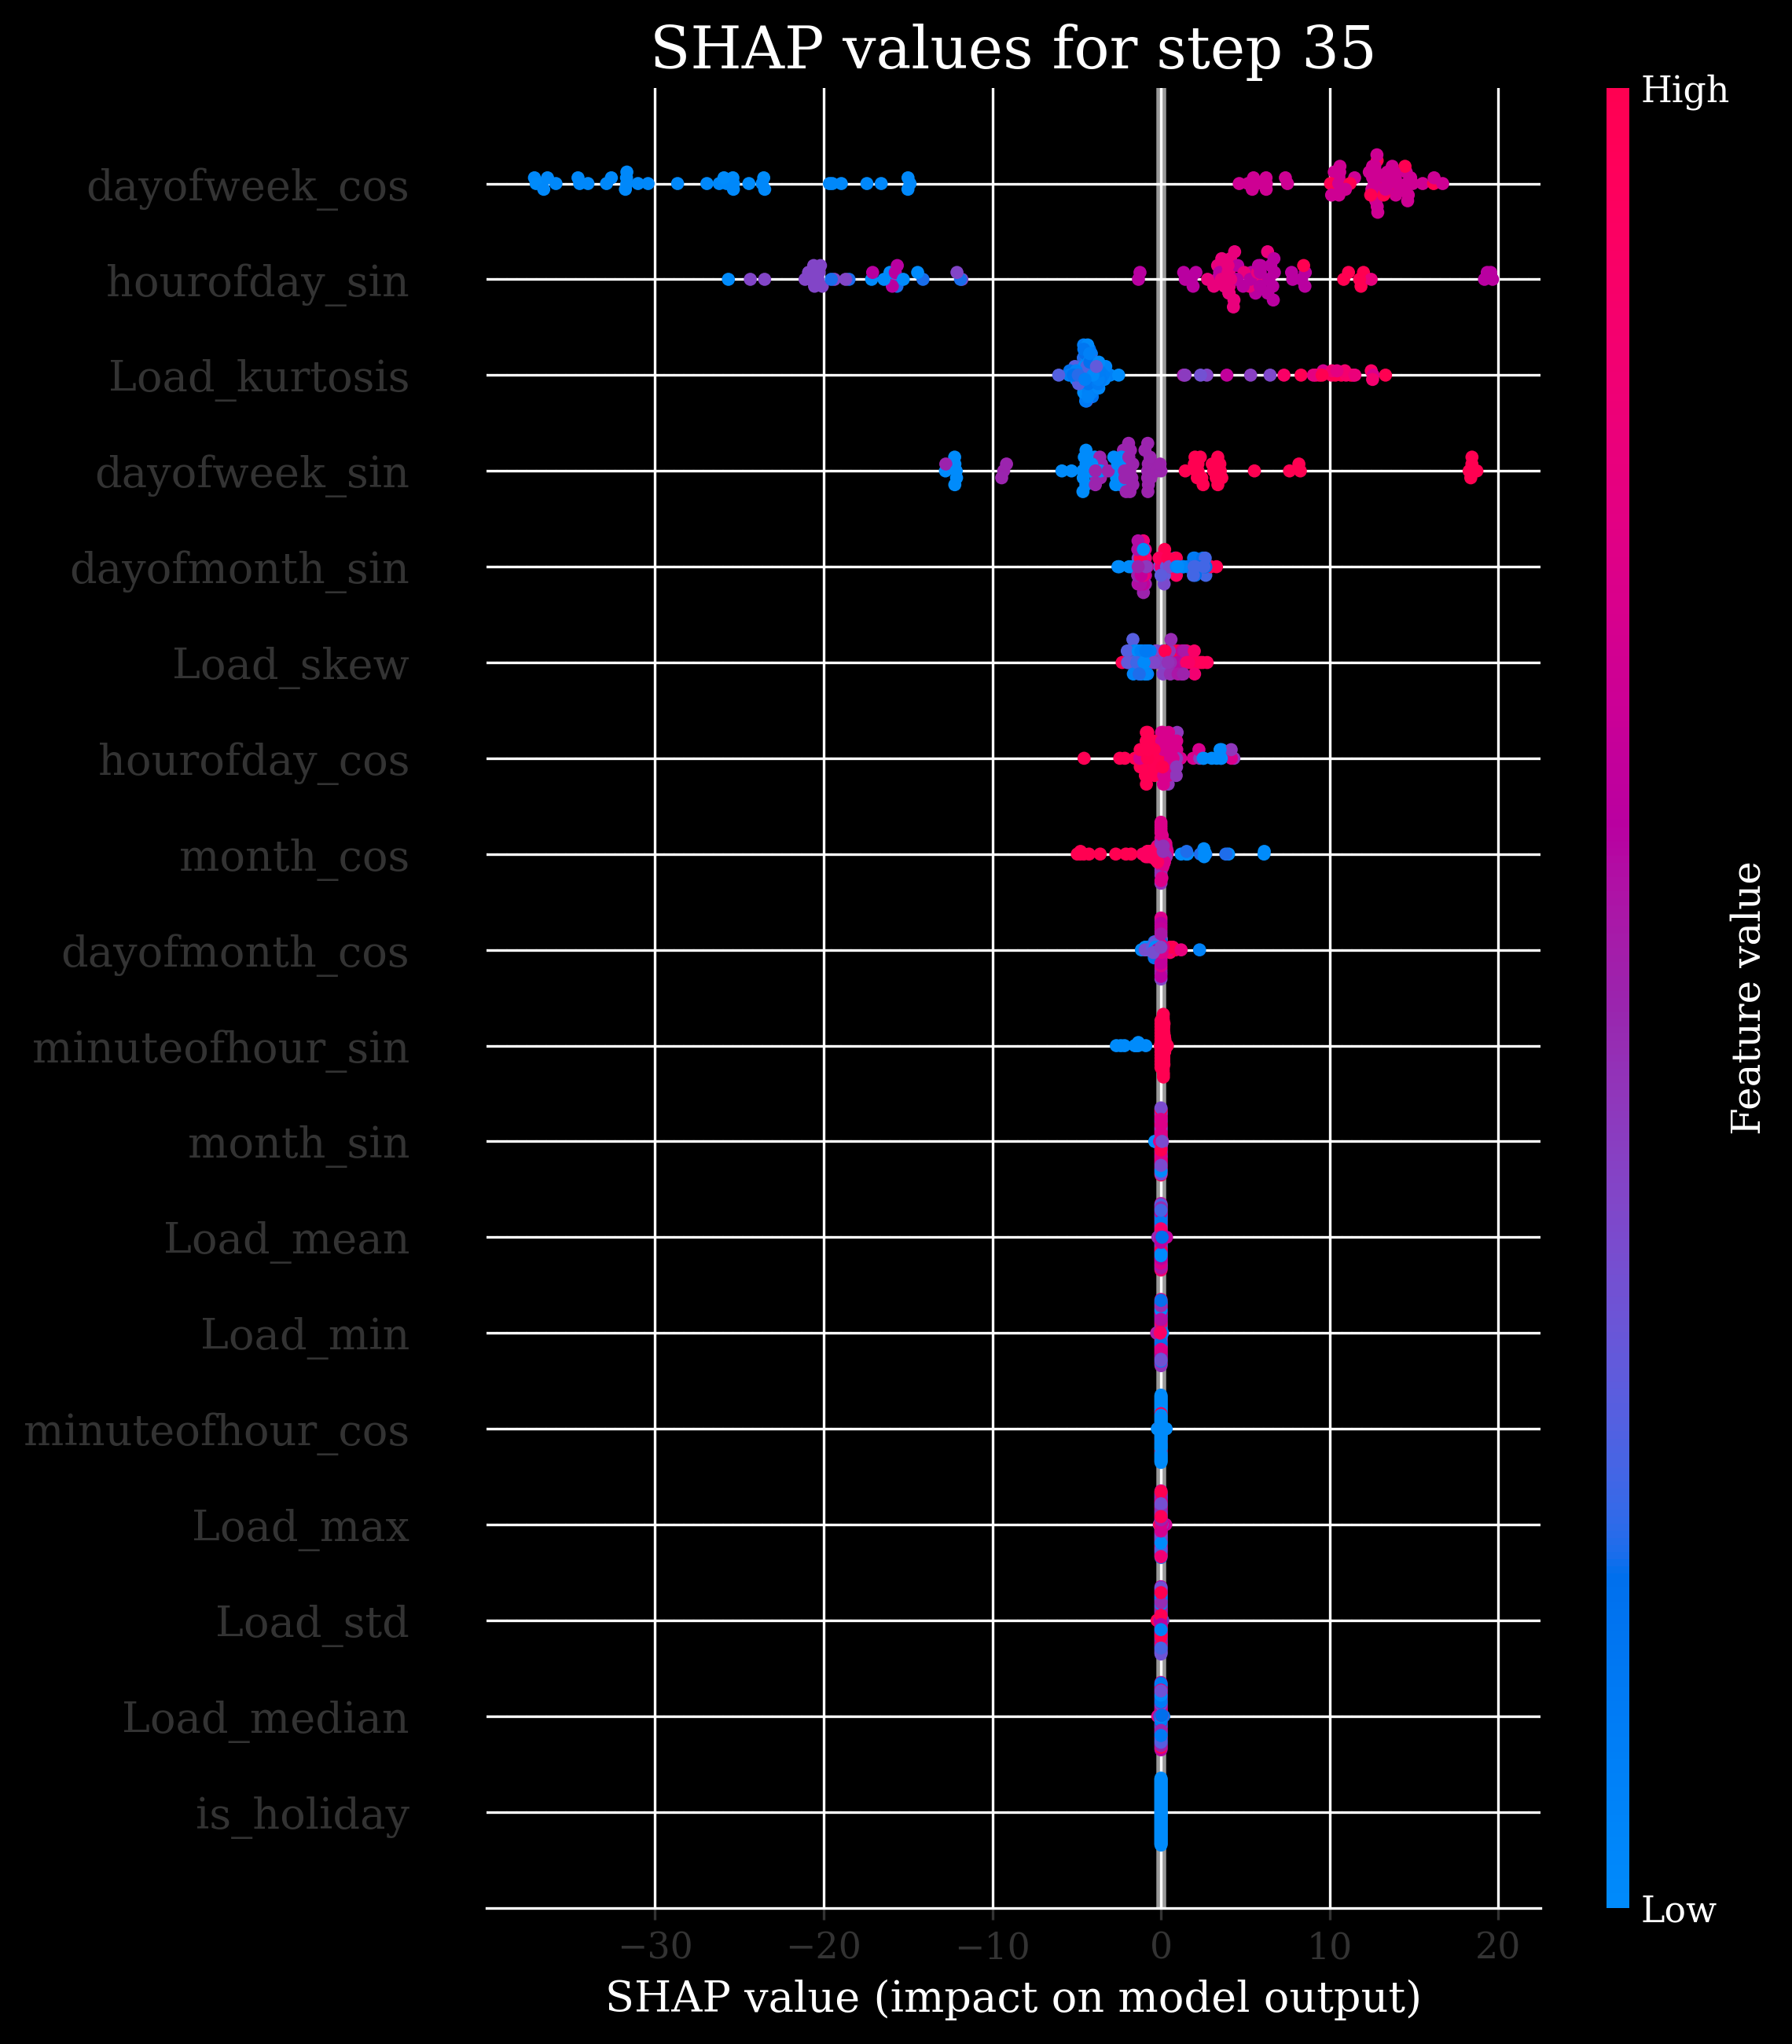 SHAP values for step 35
High
dayofweek_cos
hourofday_sin
Load_kurtosis
dayofweek_sin
dayofmonth_sin
Load_skew
hourofday_cos
month_cos
dayofmonth_cos
minuteofhour_sin
month_sin
Load_mean
Load_min
minuteofhour_cos
Load_max
Load_std
Load_median
is_holiday
Feature value
Low
−30 −20 −10 0 10 20
SHAP value (impact on model output)